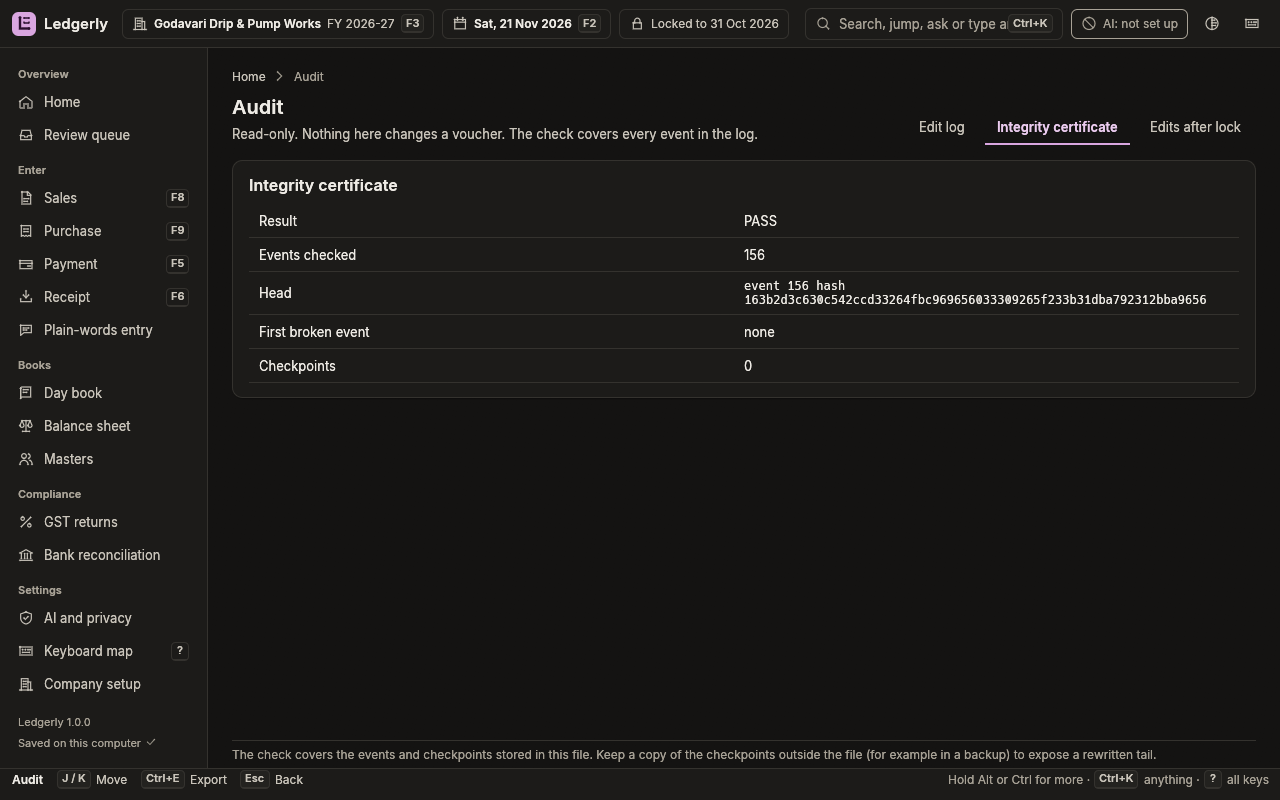 Ledgerly
Godavari Drip & Pump Works FY 2026-27 F3
Sat, 21 Nov 2026 F2
Locked to 31 Oct 2026
Search, jump, ask or type a Ctrl+K
AI: not set up
Overview
Home
Review queue
Enter
Sales F8
Purchase F9
Payment F5
Receipt F6
Plain-words entry
Books
Day book
Balance sheet
Masters
Compliance
GST returns
Bank reconciliation
Settings
AI and privacy
Keyboard map ?
Company setup
Ledgerly 1.0.0
Saved on this computer
Home Audit
Audit
Read-only. Nothing here changes a voucher. The check covers every event in the log.
Edit log Integrity certificate Edits after lock
Integrity certificate
Result PASS
Events checked 156
Head event 156 hash
163b2d3c630c542ccd33264fbc969656033309265f233b31dba792312bba9656
First broken event none
Checkpoints 0
The check covers the events and checkpoints stored in this file. Keep a copy of the checkpoints outside the file (for example in a backup) to expose a rewritten tail.
Audit J / K Move Ctrl+E Export Esc Back
Hold Alt or Ctrl for more · Ctrl+K anything · ? all keys